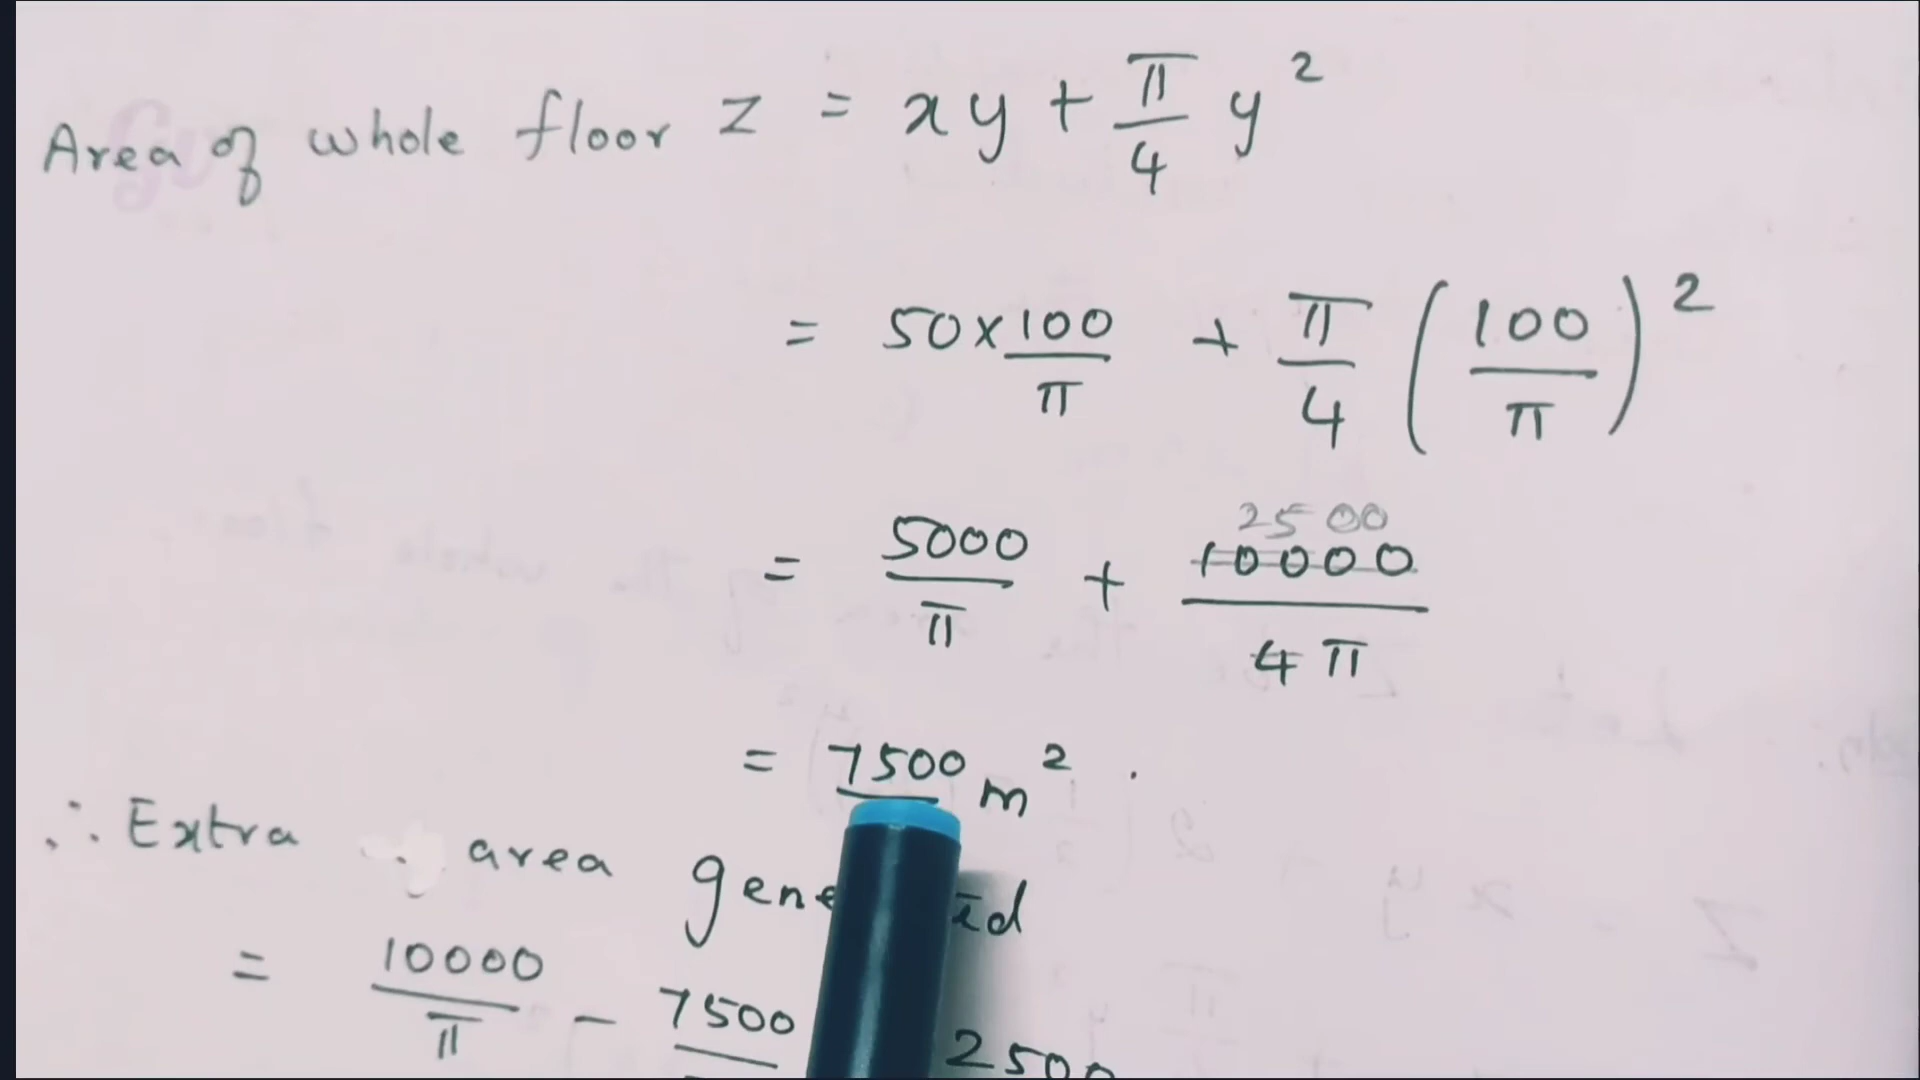 Area of whole floor z = xy + π/4 y²
= 50 × 100/π + π/4 (100/π)²
= 5000/π + 10000/4π 2500
= 7500 m².
∴ Extra area
= 10000/π − 7500 2500